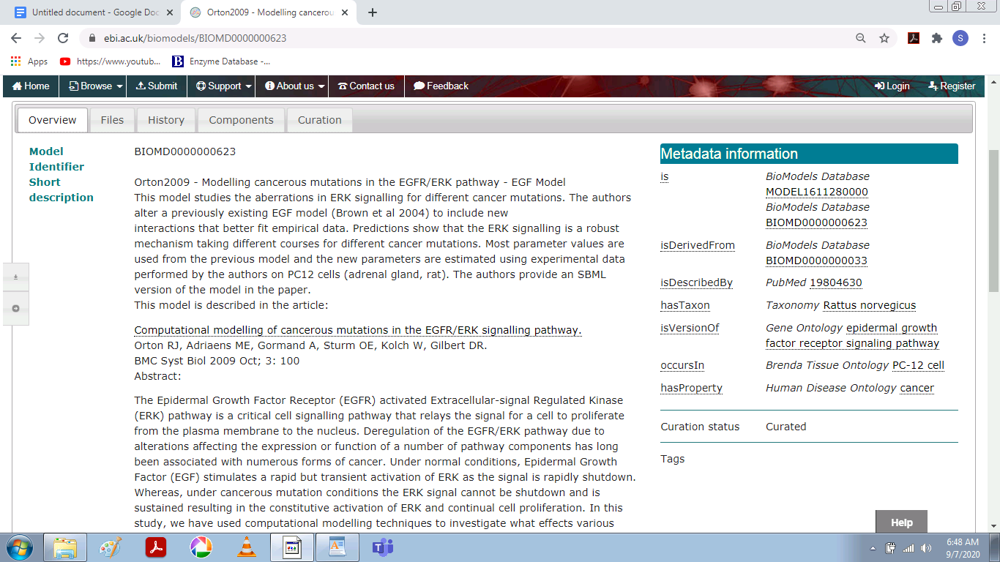 Untitled document - Google Doc
Orton2009 - Modelling cancerou
ebi.ac.uk/biomodels/BIOMD0000000623
S
Apps
https://www.youtub...
B
Enzyme Database -...
Home
Browse
Submit
Support
About us
Contact us
Feedback
Login
Register
Overview
Files
History
Components
Curation
Model
Identifier
BIOMD0000000623
Short
description
Orton2009 - Modelling cancerous mutations in the EGFR/ERK pathway - EGF Model
This model studies the aberrations in ERK signalling for different cancer mutations. The authors
alter a previously existing EGF model (Brown et al 2004) to include new
interactions that better fit empirical data. Predictions show that the ERK signalling is a robust
mechanism taking different courses for different cancer mutations. Most parameter values are
used from the previous model and the new parameters are estimated using experimental data
performed by the authors on PC12 cells (adrenal gland, rat). The authors provide an SBML
version of the model in the paper.
This model is described in the article:
Computational modelling of cancerous mutations in the EGFR/ERK signalling pathway.
Orton RJ, Adriaens ME, Gormand A, Sturm OE, Kolch W, Gilbert DR.
BMC Syst Biol 2009 Oct; 3: 100
Abstract:
The Epidermal Growth Factor Receptor (EGFR) activated Extracellular-signal Regulated Kinase
(ERK) pathway is a critical cell signalling pathway that relays the signal for a cell to proliferate
from the plasma membrane to the nucleus. Deregulation of the EGFR/ERK pathway due to
alterations affecting the expression or function of a number of pathway components has long
been associated with numerous forms of cancer. Under normal conditions, Epidermal Growth
Factor (EGF) stimulates a rapid but transient activation of ERK as the signal is rapidly shutdown.
Whereas, under cancerous mutation conditions the ERK signal cannot be shutdown and is
sustained resulting in the constitutive activation of ERK and continual cell proliferation. In this
study, we have used computational modelling techniques to investigate what effects various
Metadata information
is
BioModels Database
MODEL1611280000
BioModels Database
BIOMD0000000623
isDerivedFrom
BioModels Database
BIOMD0000000033
isDescribedBy
PubMed 19804630
hasTaxon
Taxonomy Rattus norvegicus
isVersionOf
Gene Ontology epidermal growth
factor receptor signaling pathway
occursIn
Brenda Tissue Ontology PC-12 cell
hasProperty
Human Disease Ontology cancer
Curation status
Curated
Tags
Help
6:48 AM
9/7/2020